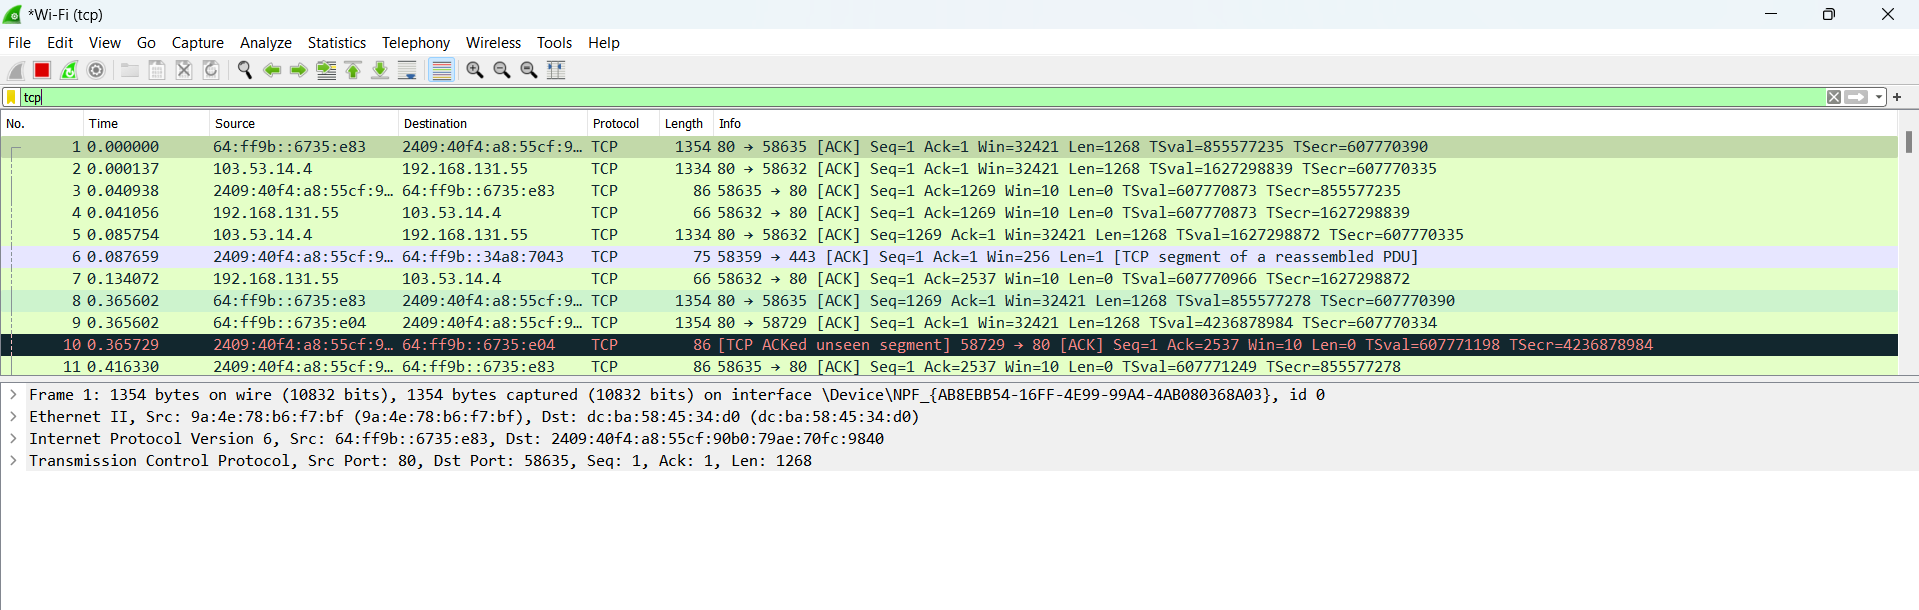 *Wi-Fi (tcp)
File Edit View Go Capture Analyze Statistics Telephony Wireless Tools Help
tcp
No. Time Source Destination Protocol Length Info
1 0.000000 64:ff9b::6735:e83 2409:40f4:a8:55cf:9… TCP 1354 80 → 58635 [ACK] Seq=1 Ack=1 Win=32421 Len=1268 TSval=855577235 TSecr=607770390
2 0.000137 103.53.14.4 192.168.131.55 TCP 1334 80 → 58632 [ACK] Seq=1 Ack=1 Win=32421 Len=1268 TSval=1627298839 TSecr=607770335
3 0.040938 2409:40f4:a8:55cf:9… 64:ff9b::6735:e83 TCP 86 58635 → 80 [ACK] Seq=1 Ack=1269 Win=10 Len=0 TSval=607770873 TSecr=855577235
4 0.041056 192.168.131.55 103.53.14.4 TCP 66 58632 → 80 [ACK] Seq=1 Ack=1269 Win=10 Len=0 TSval=607770873 TSecr=1627298839
5 0.085754 103.53.14.4 192.168.131.55 TCP 1334 80 → 58632 [ACK] Seq=1269 Ack=1 Win=32421 Len=1268 TSval=1627298872 TSecr=607770335
6 0.087659 2409:40f4:a8:55cf:9… 64:ff9b::34a8:7043 TCP 75 58359 → 443 [ACK] Seq=1 Ack=1 Win=256 Len=1 [TCP segment of a reassembled PDU]
7 0.134072 192.168.131.55 103.53.14.4 TCP 66 58632 → 80 [ACK] Seq=1 Ack=2537 Win=10 Len=0 TSval=607770966 TSecr=1627298872
8 0.365602 64:ff9b::6735:e83 2409:40f4:a8:55cf:9… TCP 1354 80 → 58635 [ACK] Seq=1269 Ack=1 Win=32421 Len=1268 TSval=855577278 TSecr=607770390
9 0.365602 64:ff9b::6735:e04 2409:40f4:a8:55cf:9… TCP 1354 80 → 58729 [ACK] Seq=1 Ack=1 Win=32421 Len=1268 TSval=4236878984 TSecr=607770334
10 0.365729 2409:40f4:a8:55cf:9… 64:ff9b::6735:e04 TCP 86 [TCP ACKed unseen segment] 58729 → 80 [ACK] Seq=1 Ack=2537 Win=10 Len=0 TSval=607771198 TSecr=4236878984
11 0.416330 2409:40f4:a8:55cf:9… 64:ff9b::6735:e83 TCP 86 58635 → 80 [ACK] Seq=1 Ack=2537 Win=10 Len=0 TSval=607771249 TSecr=855577278
Frame 1: 1354 bytes on wire (10832 bits), 1354 bytes captured (10832 bits) on interface \Device\NPF_{AB8EBB54-16FF-4E99-99A4-4AB080368A03}, id 0
Ethernet II, Src: 9a:4e:78:b6:f7:bf (9a:4e:78:b6:f7:bf), Dst: dc:ba:58:45:34:d0 (dc:ba:58:45:34:d0)
Internet Protocol Version 6, Src: 64:ff9b::6735:e83, Dst: 2409:40f4:a8:55cf:90b0:79ae:70fc:9840
Transmission Control Protocol, Src Port: 80, Dst Port: 58635, Seq: 1, Ack: 1, Len: 1268